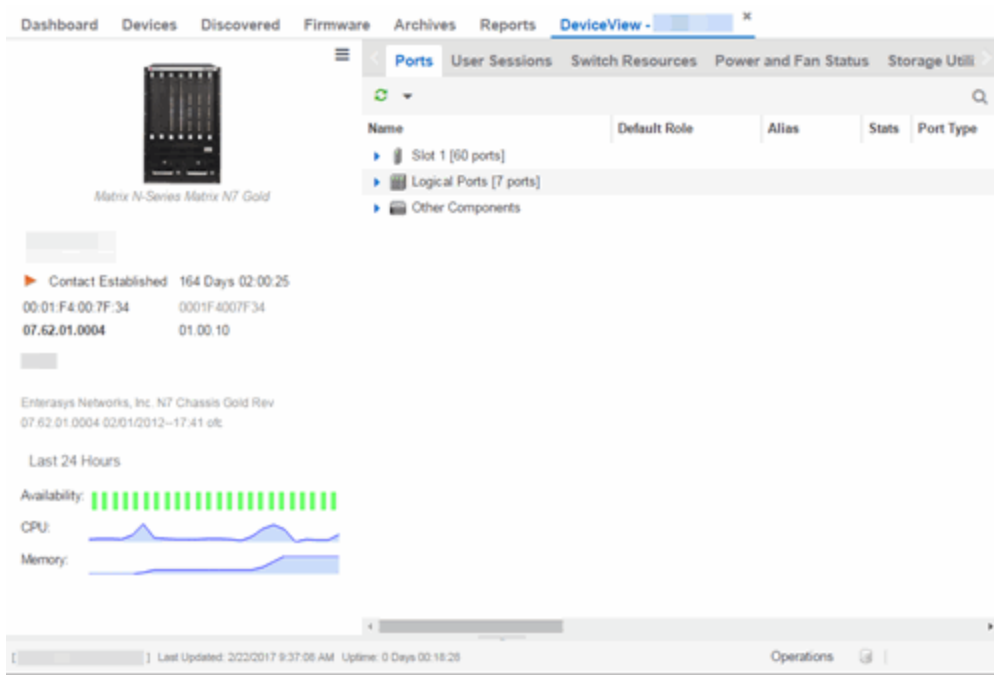 Dashboard Devices Discovered Firmware Archives Reports DeviceView -
Ports User Sessions Switch Resources Power and Fan Status Storage Utili
Name Default Role Alias Stats Port Type
Slot 1 [60 ports]
Logical Ports [7 ports]
Other Components
Matrix N-Series Matrix N7 Gold
Contact Established 164 Days 02:00:25
00:01:F4:00:7F:34 0001F4007F34
07.62.01.0004 01.00.10
Enterasys Networks, Inc. N7 Chassis Gold Rev
07.62.01.0004 02/01/2012--17:41 ofc
Last 24 Hours
Availability:
CPU:
Memory:
[ ] Last Updated: 2/22/2017 9:37:08 AM Uptime: 0 Days 00:18:28 Operations